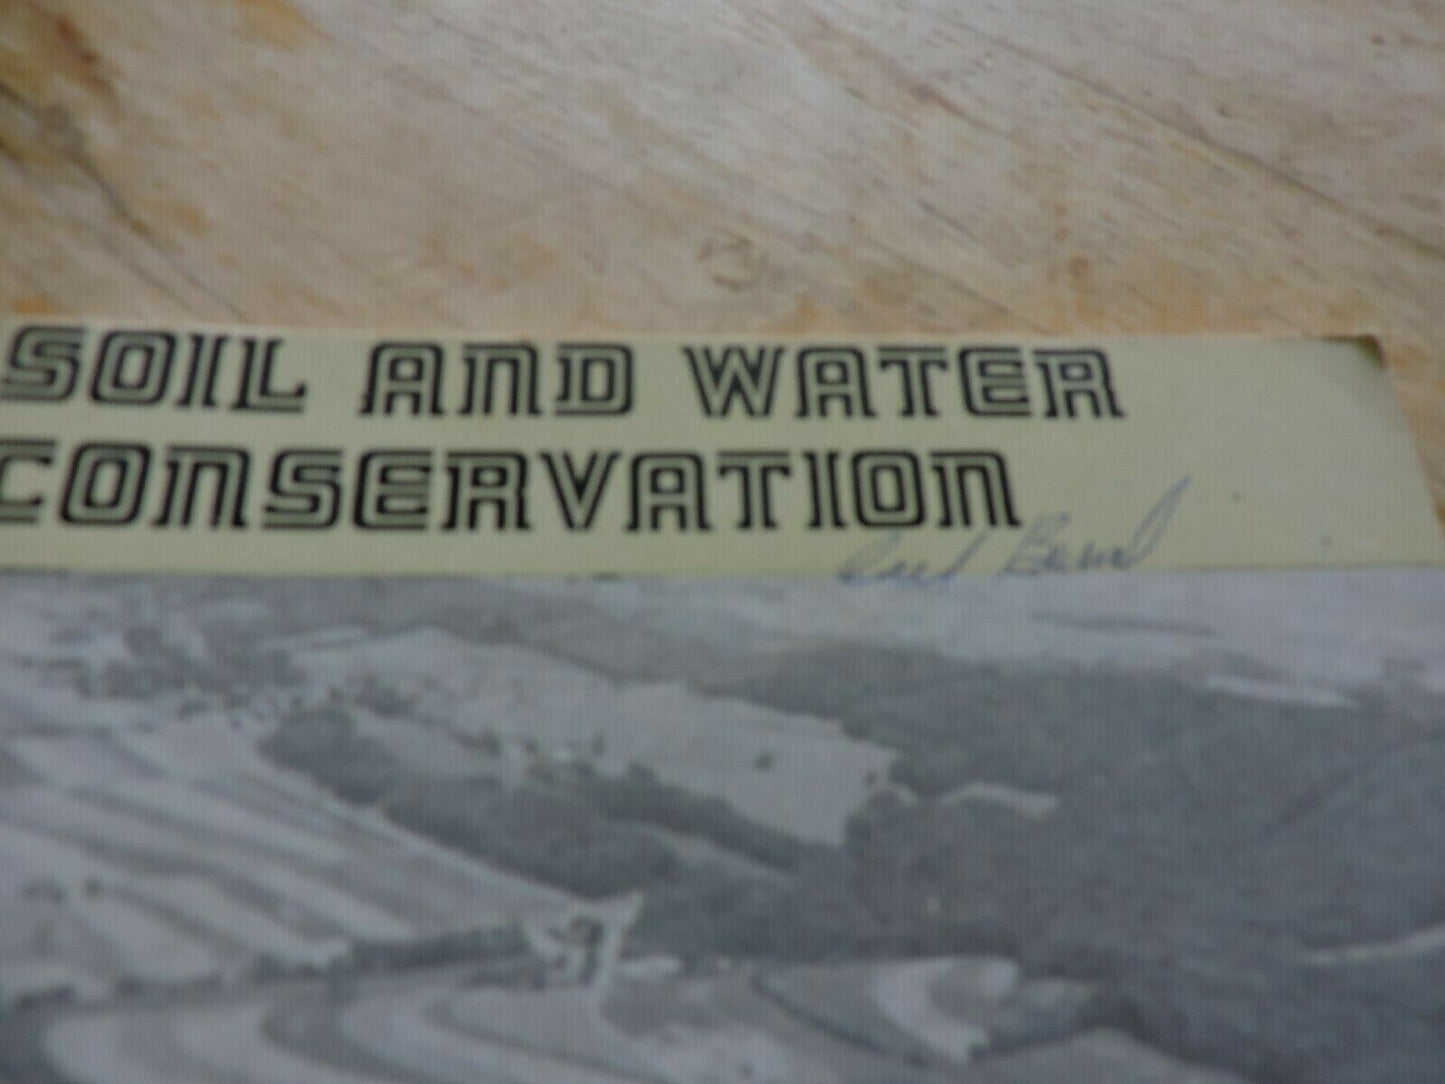 SOIL AND WATER
CONSERVATION